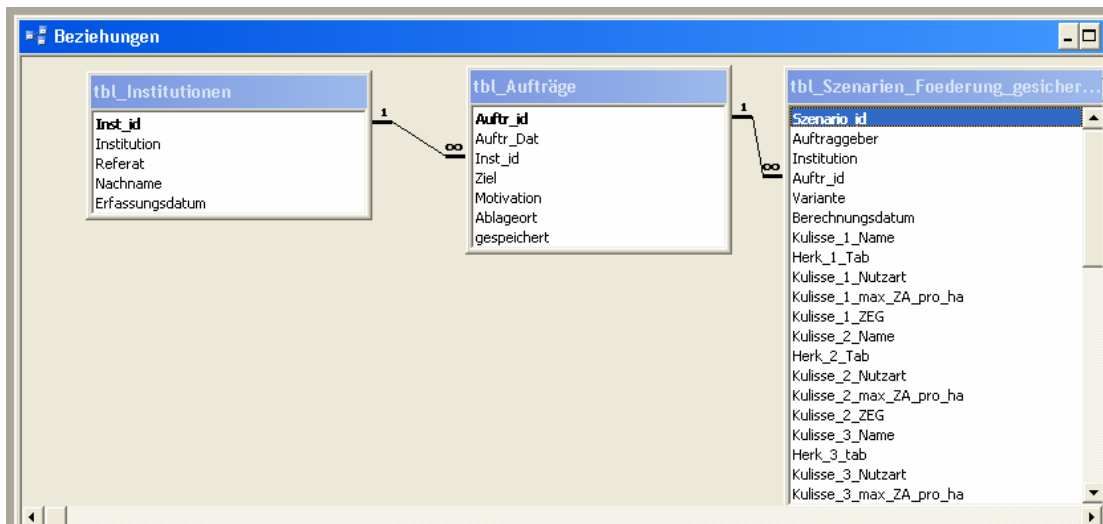 Beziehungen
tbl_Institutionen
Inst_id
Institution
Referat
Nachname
Erfassungsdatum
1
∞
tbl_Aufträge
Auftr_id
Auftr_Dat
Inst_id
Ziel
Motivation
Ablageort
gespeichert
1
∞
tbl_Szenarien_Foederung_gesicher...
Szenario_id
Auftraggeber
Institution
Auftr_id
Variante
Berechnungsdatum
Kulisse_1_Name
Herk_1_Tab
Kulisse_1_Nutzart
Kulisse_1_max_ZA_pro_ha
Kulisse_1_ZEG
Kulisse_2_Name
Herk_2_Tab
Kulisse_2_Nutzart
Kulisse_2_max_ZA_pro_ha
Kulisse_2_ZEG
Kulisse_3_Name
Herk_3_tab
Kulisse_3_Nutzart
Kulisse_3_max_ZA_pro_ha